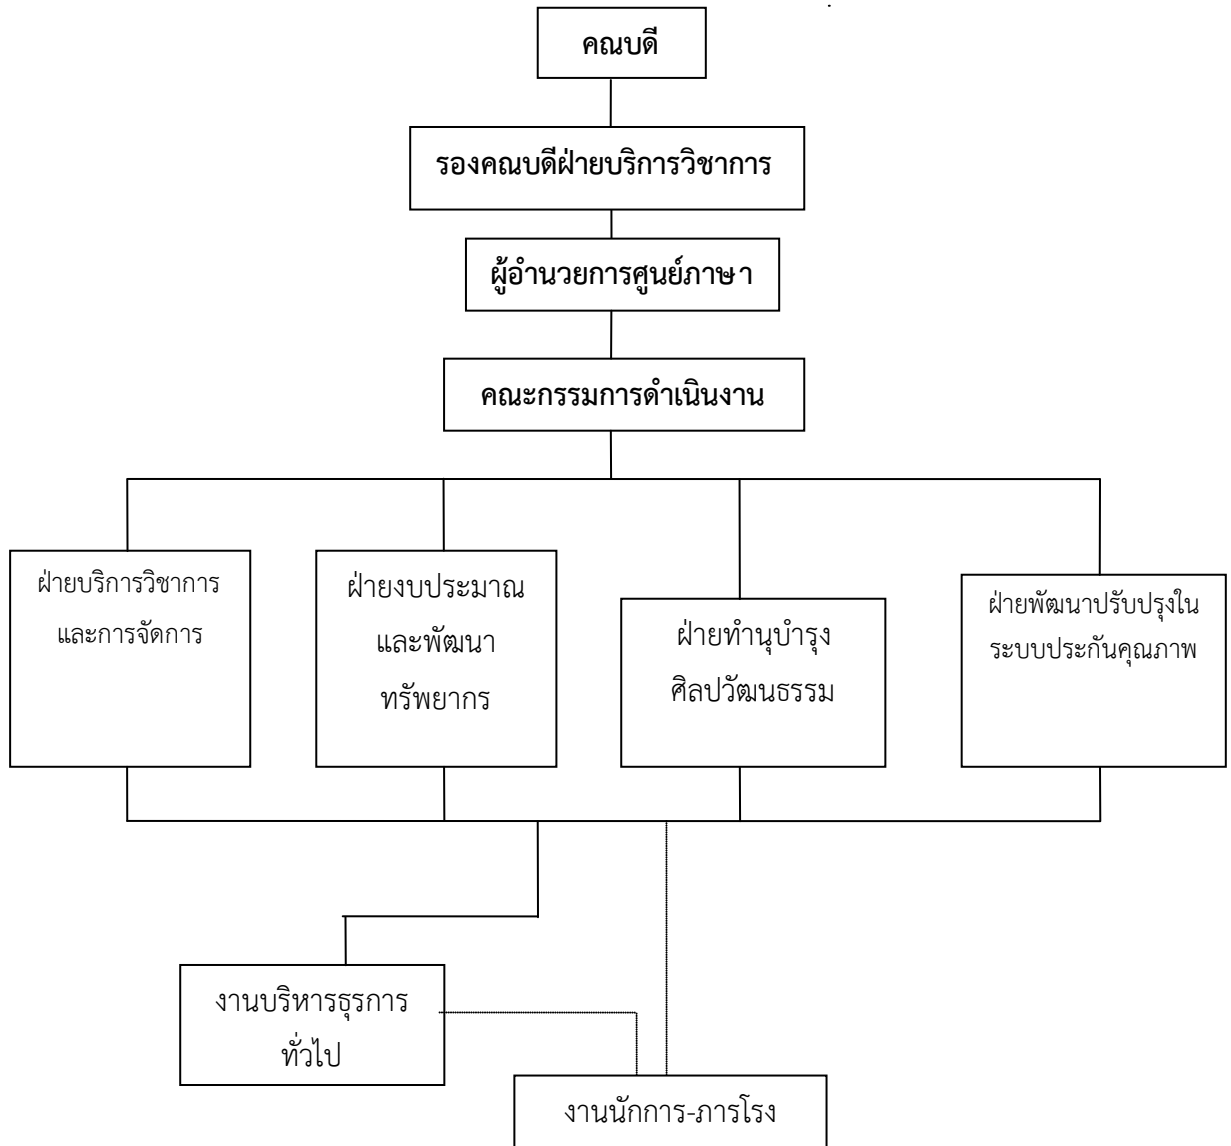 คณบดี
รองคณบดีฝ่ายบริการวิชาการ
ผู้อำนวยการศูนย์ภาษา
คณะกรรมการดำเนินงาน
ฝ่ายบริการวิชาการ
และการจัดการ
ฝ่ายงบประมาณ
และพัฒนา
ทรัพยากร
ฝ่ายทำนุบำรุง
ศิลปวัฒนธรรม
ฝ่ายพัฒนาปรับปรุงใน
ระบบประกันคุณภาพ
งานบริหารธุรการ
ทั่วไป
งานนักการ-ภารโรง